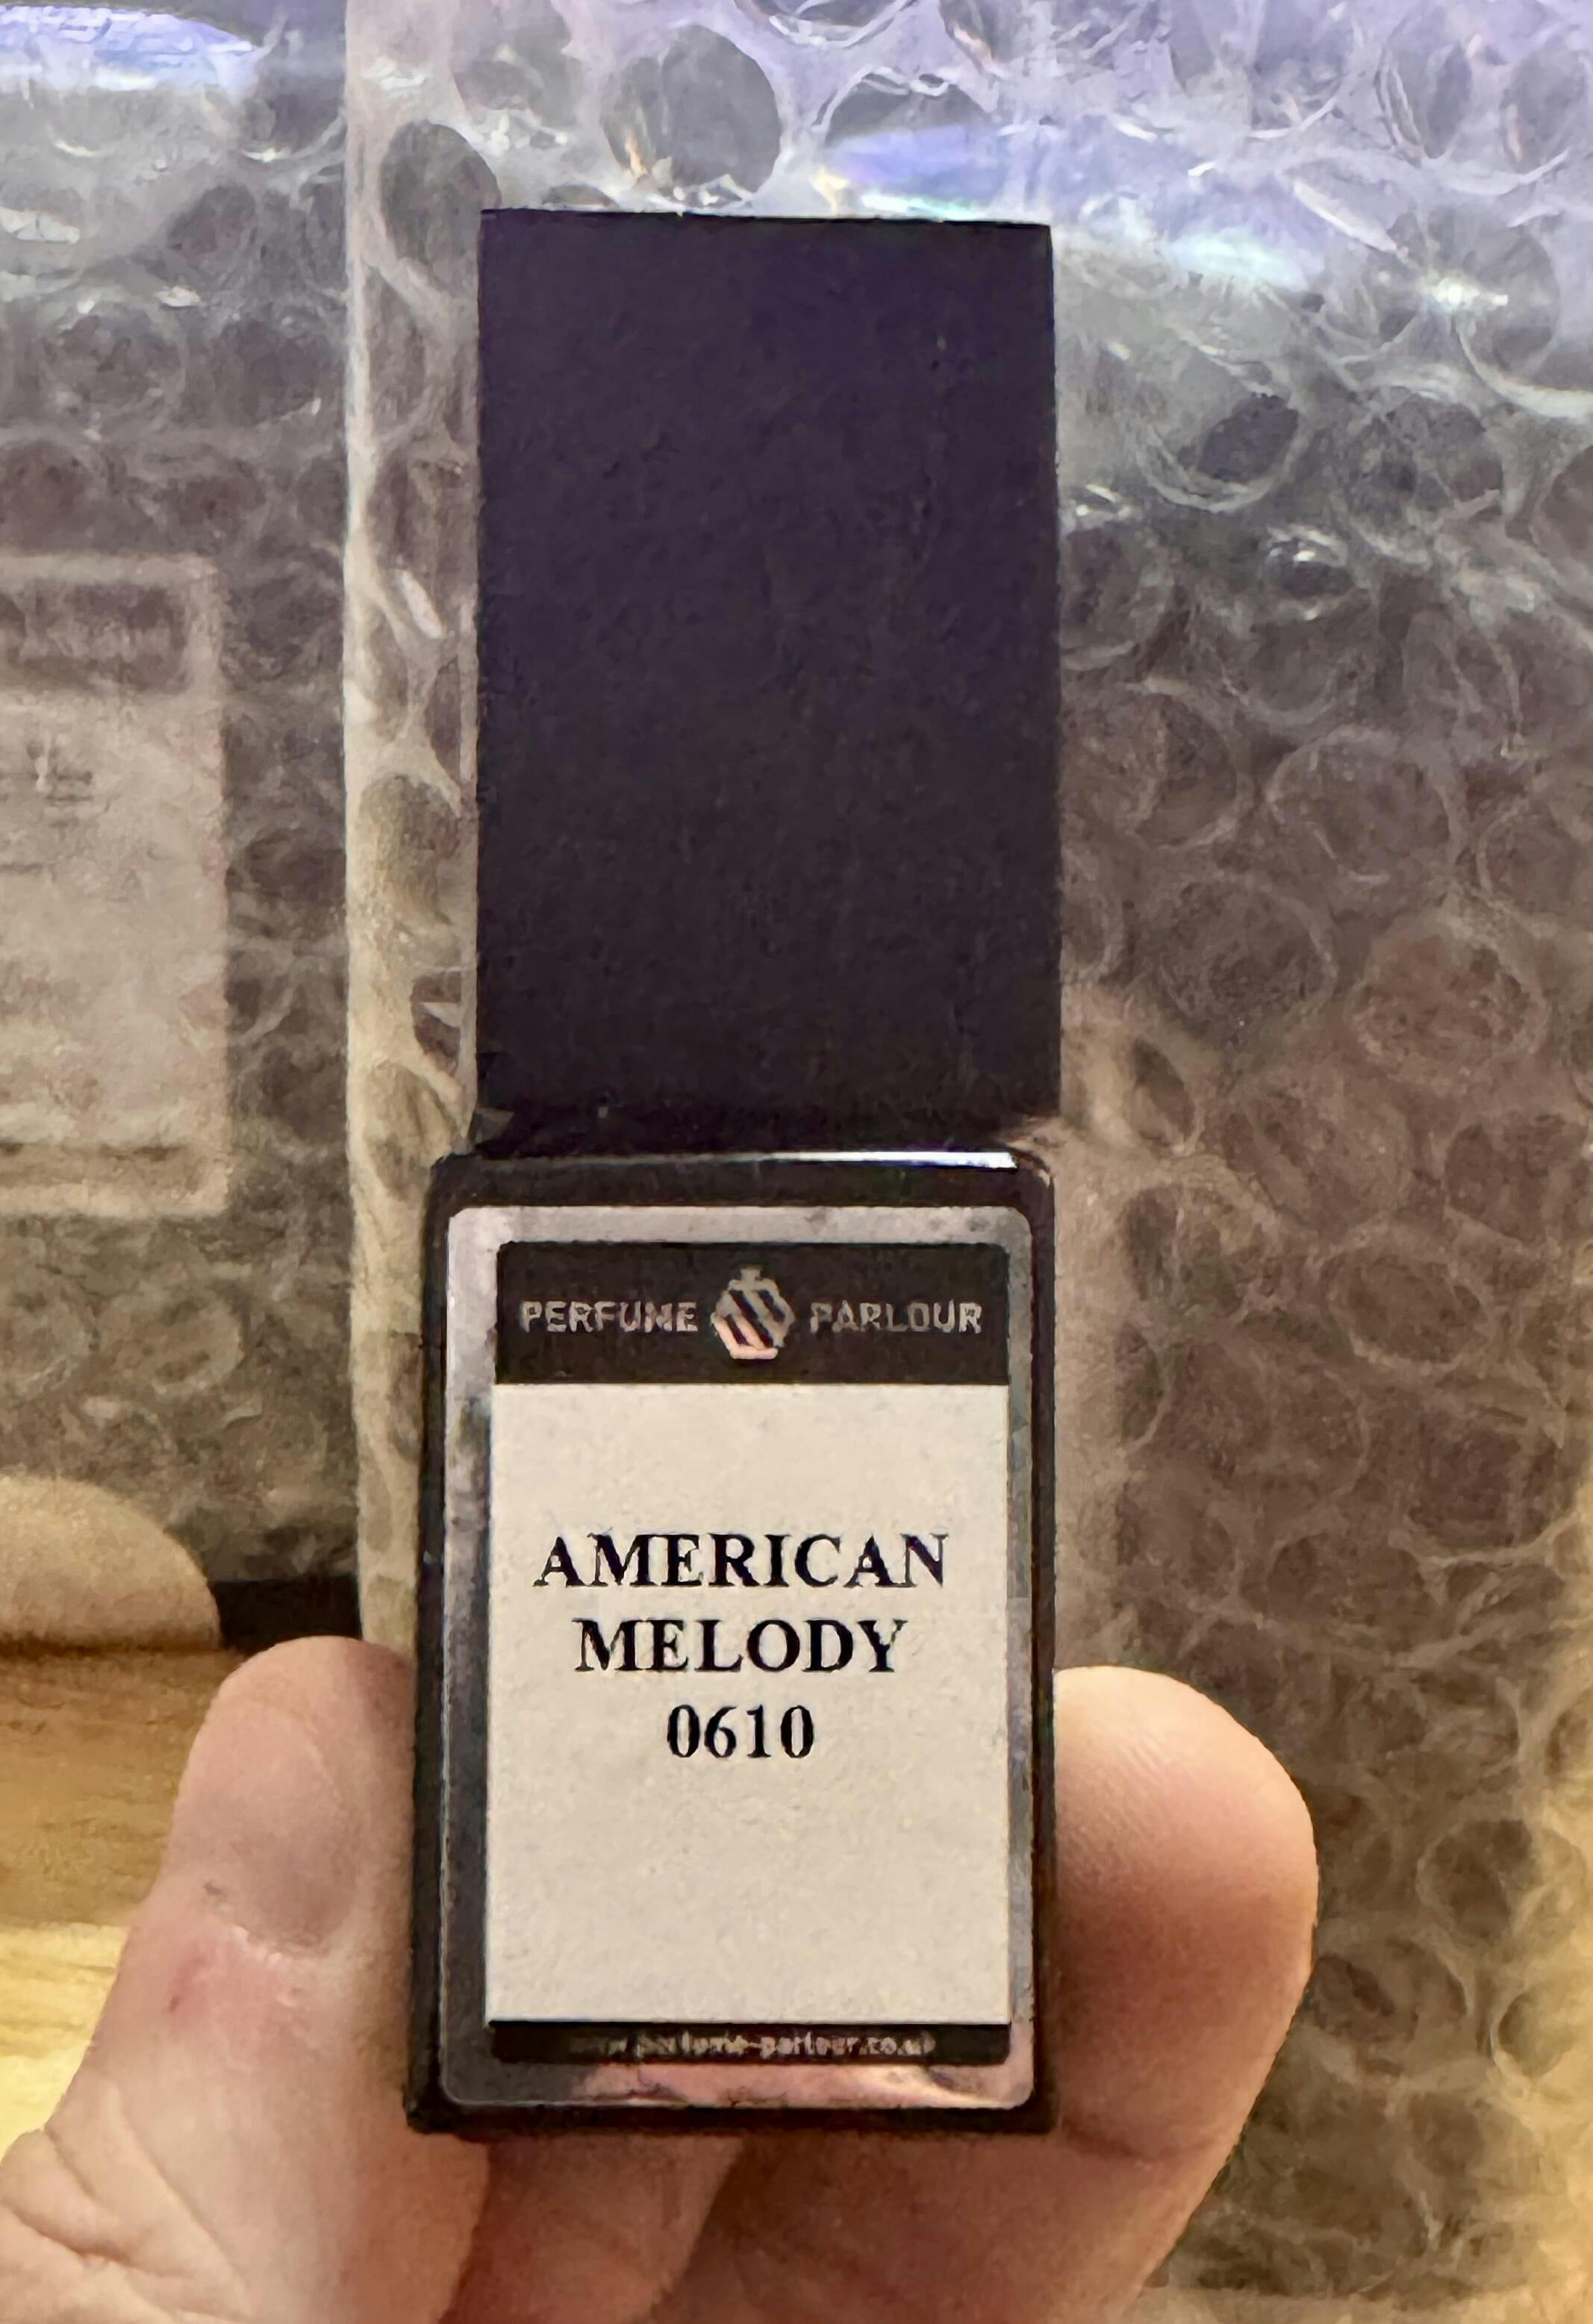 PERFUME PARLOUR
AMERICAN
MELODY
0610
www.perfume-parlour.co.uk